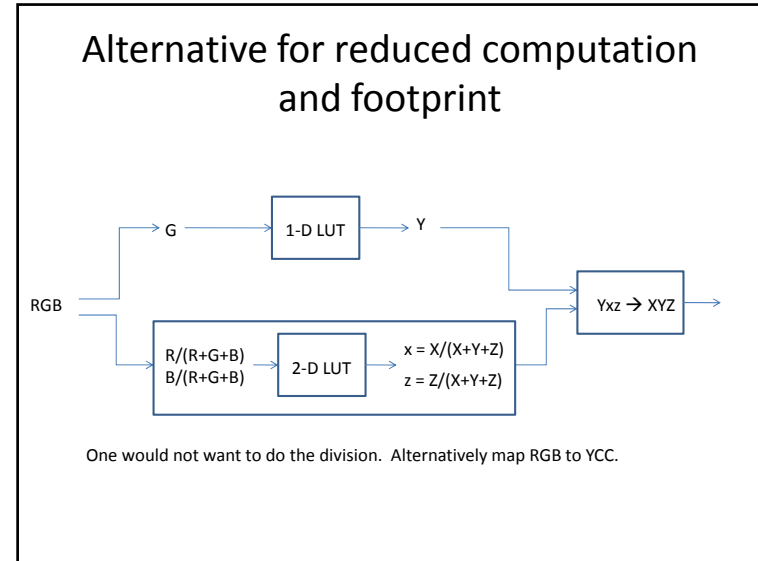 Alternative for reduced computation
and footprint
G
1-D LUT
Y
RGB
Yxz → XYZ
R/(R+G+B)
B/(R+G+B)
2-D LUT
x = X/(X+Y+Z)
z = Z/(X+Y+Z)
One would not want to do the division.  Alternatively map RGB to YCC.